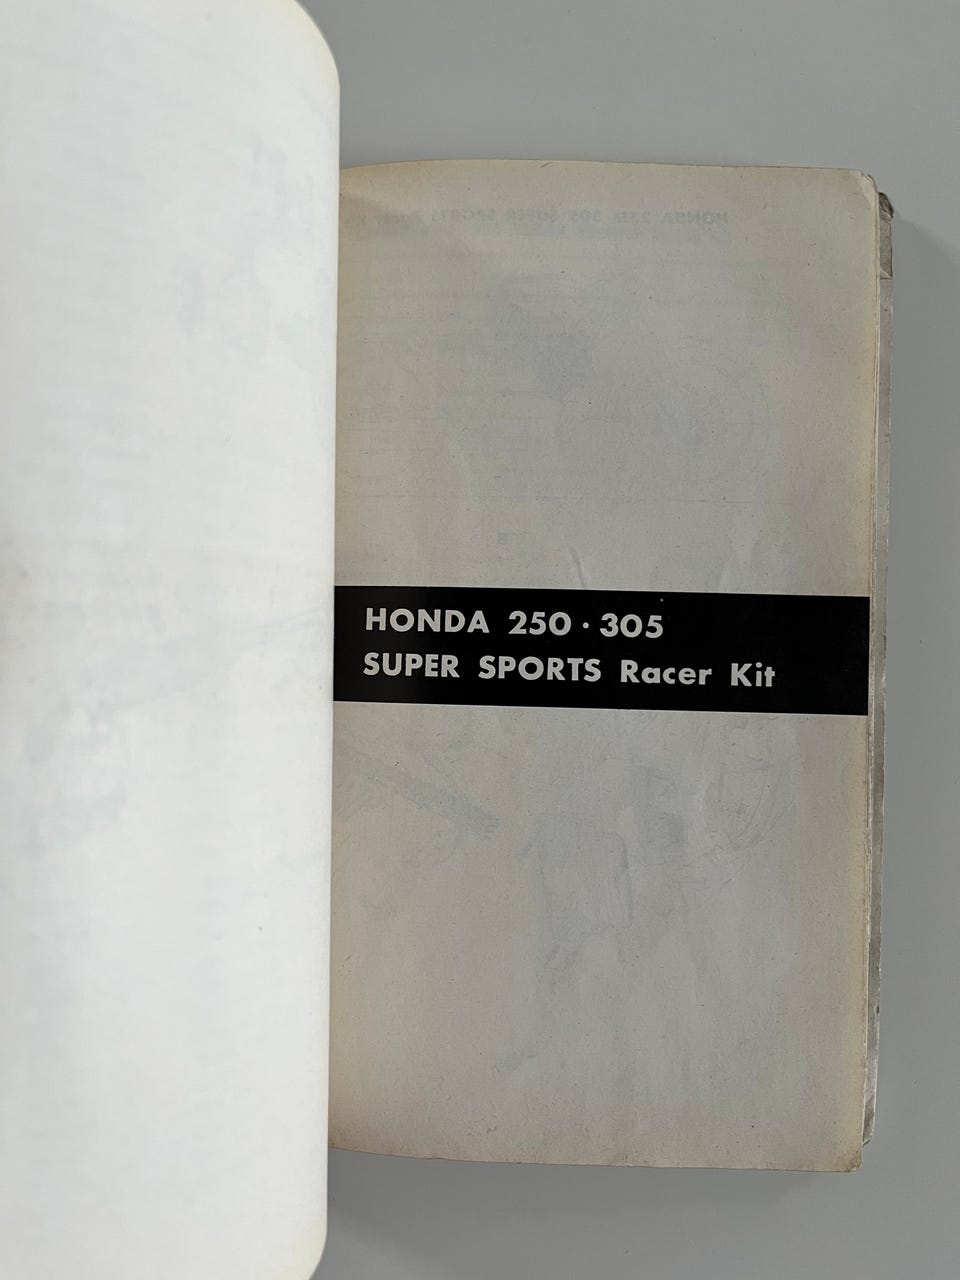 HONDA 250 · 305
SUPER SPORTS Racer Kit